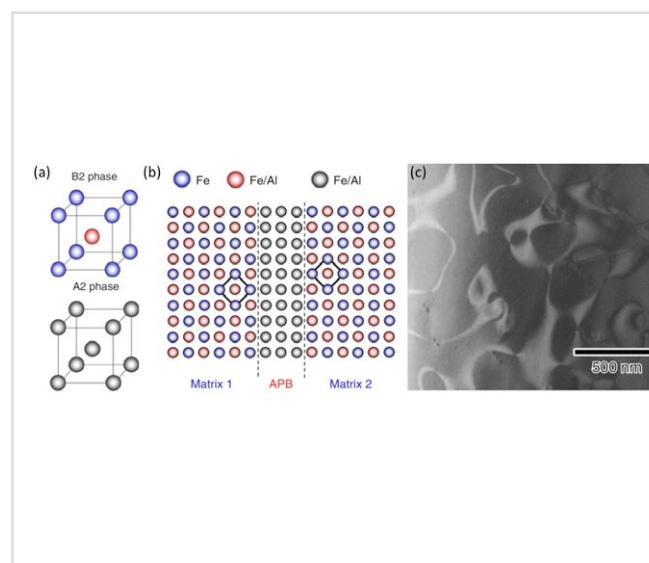 (a)
B2 phase
A2 phase
(b)
Fe
Fe/Al
Fe/Al
Matrix 1
APB
Matrix 2
(c)
500 nm